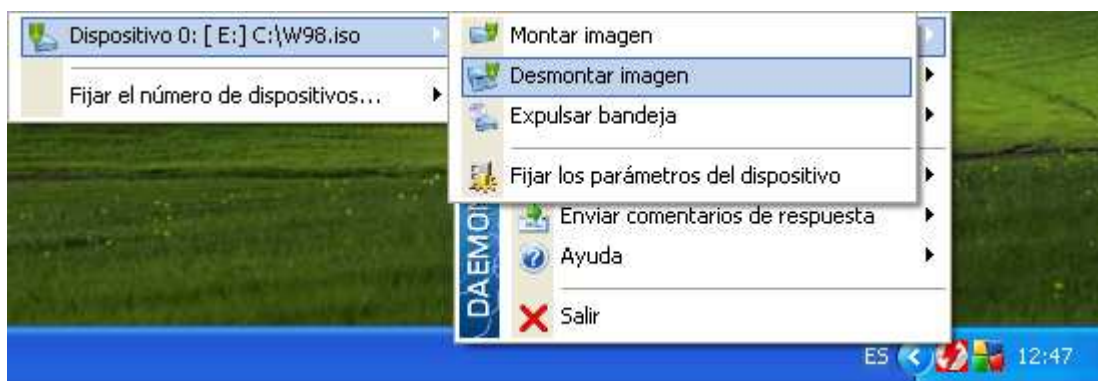 Dispositivo 0: [ E:] C:\W98.iso
Fijar el número de dispositivos...
Montar imagen
Desmontar imagen
Expulsar bandeja
Fijar los parámetros del dispositivo
Enviar comentarios de respuesta
Ayuda
Salir
DAEMON
ES
12:47